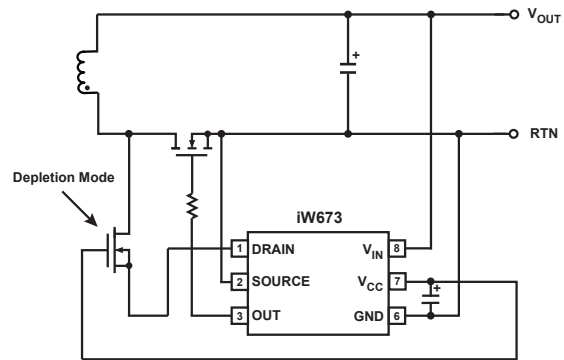 VOUT
+
RTN
Depletion Mode
iW673
1 DRAIN VIN 8
2 SOURCE VCC 7
+
3 OUT GND 6